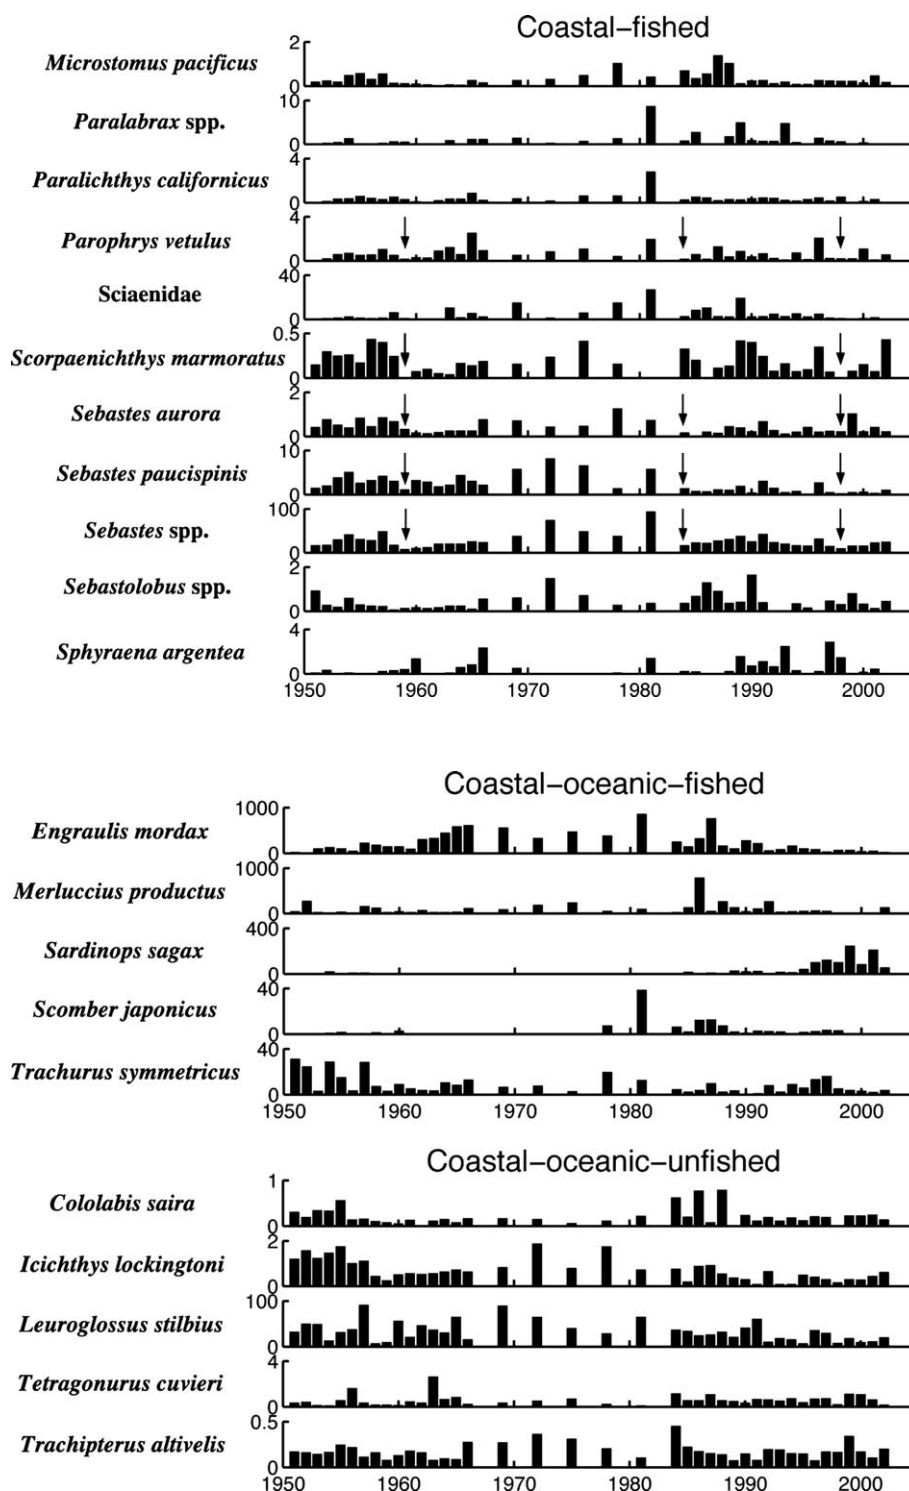 Coastal–fished
Microstomus pacificus
2
0
Paralabrax spp.
10
0
Paralichthys californicus
4
0
Parophrys vetulus
4
0
Sciaenidae
40
0
Scorpaenichthys marmoratus
0.5
0
Sebastes aurora
2
0
Sebastes paucispinis
10
0
Sebastes spp.
100
0
Sebastolobus spp.
2
0
Sphyraena argentea
4
0
1950 1960 1970 1980 1990 2000
Coastal–oceanic–fished
Engraulis mordax
1000
0
Merluccius productus
1000
0
Sardinops sagax
400
0
Scomber japonicus
40
0
Trachurus symmetricus
40
0
1950 1960 1970 1980 1990 2000
Coastal–oceanic–unfished
Cololabis saira
1
0
Icichthys lockingtoni
2
0
Leuroglossus stilbius
100
0
Tetragonurus cuvieri
4
0
Trachipterus altivelis
0.5
0
1950 1960 1970 1980 1990 2000